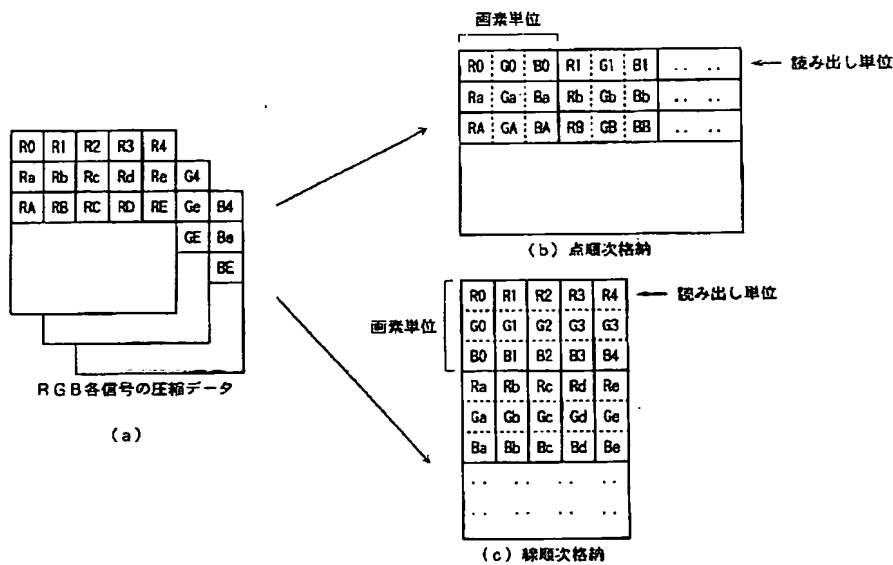 画素単位
R0 G0 B0 R1 G1 B1 .. ..
Ra Ga Ba Rb Gb Bb .. ..
RA GA BA RB GB BB .. ..
読み出し単位
(b) 点順次格納
R0 R1 R2 R3 R4
Ra Rb Rc Rd Re G4
RA RB RC RD RE Ge B4
GE Be
BE
RGB各信号の圧縮データ
(a)
画素単位
R0 R1 R2 R3 R4
G0 G1 G2 G3 G3
B0 B1 B2 B3 B4
Ra Rb Rc Rd Re
Ga Gb Gc Gd Ge
Ba Bb Bc Bd Be
.. .. .. ..
.. .. .. ..
読み出し単位
(c) 線順次格納